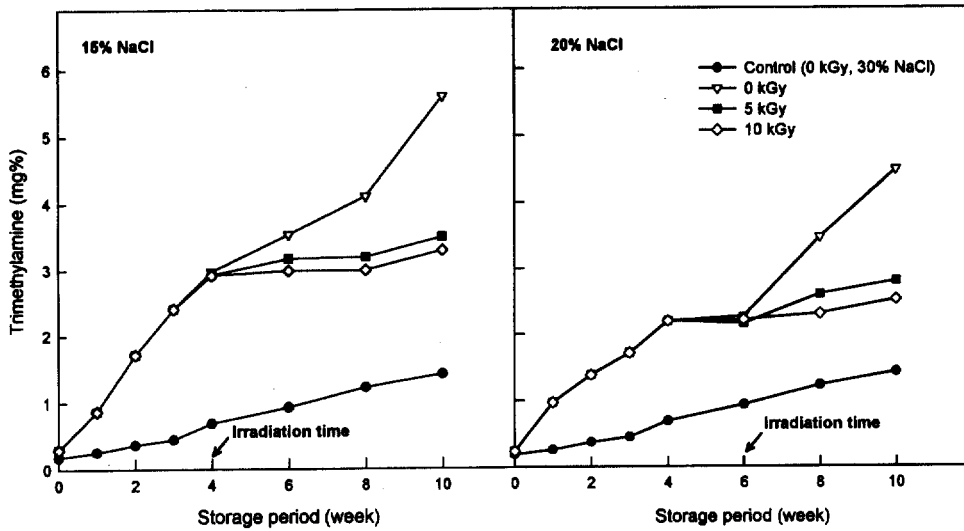 15% NaCl
20% NaCl
Control (0 kGy, 30% NaCl)
0 kGy
5 kGy
10 kGy
Trimethylamine (mg%)
6
5
4
3
2
1
0
Irradiation time
Irradiation time
0 2 4 6 8 10
0 2 4 6 8 10
Storage period (week)
Storage period (week)